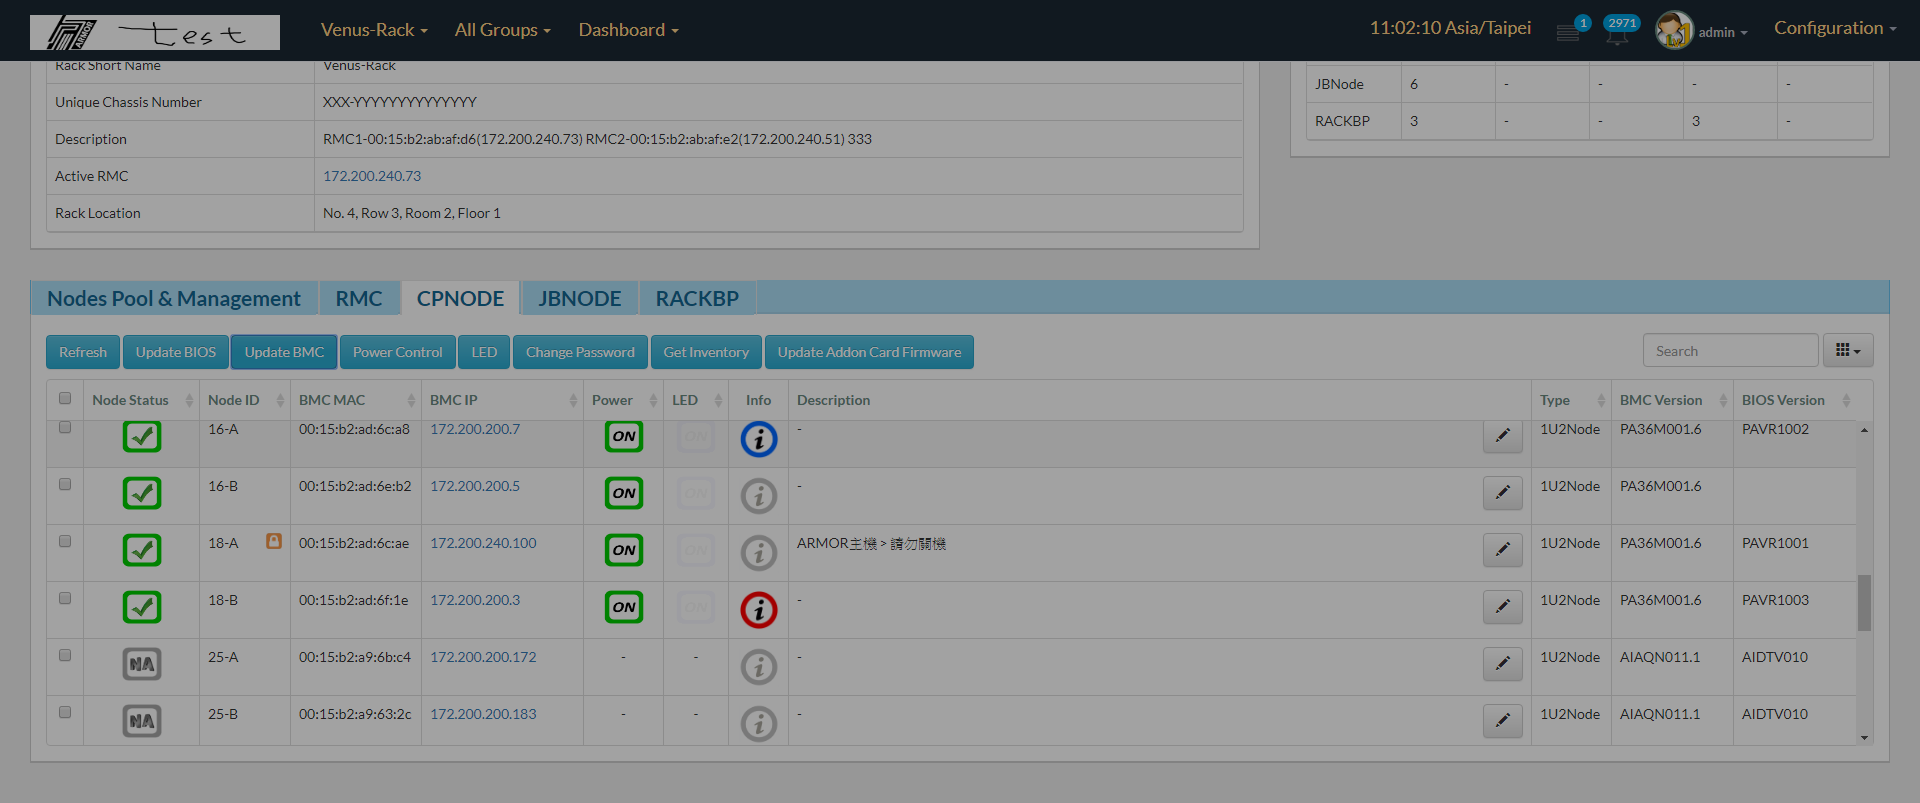 ARMOR test Venus-Rack All Groups Dashboard 11:02:10 Asia/Taipei 1 2971 admin Configuration
Rack Short Name Venus-Rack
Unique Chassis Number XXX-YYYYYYYYYYYYYY
Description RMC1-00:15:b2:ab:af:d6(172.200.240.73) RMC2-00:15:b2:ab:af:e2(172.200.240.51) 333
Active RMC 172.200.240.73
Rack Location No. 4, Row 3, Room 2, Floor 1
JBNode 6 - - - -
RACKBP 3 - - 3 -
Nodes Pool & Management RMC CPNODE JBNODE RACKBP
Refresh Update BIOS Update BMC Power Control LED Change Password Get Inventory Update Addon Card Firmware Search
Node Status Node ID BMC MAC BMC IP Power LED Info Description Type BMC Version BIOS Version
16-A 00:15:b2:ad:6c:a8 172.200.200.7 ON ON i - 1U2Node PA36M001.6 PAVR1002
16-B 00:15:b2:ad:6e:b2 172.200.200.5 ON ON i - 1U2Node PA36M001.6
18-A 00:15:b2:ad:6c:ae 172.200.240.100 ON ON i ARMOR主機 > 請勿關機 1U2Node PA36M001.6 PAVR1001
18-B 00:15:b2:ad:6f:1e 172.200.200.3 ON ON i - 1U2Node PA36M001.6 PAVR1003
NA 25-A 00:15:b2:a9:6b:c4 172.200.200.172 - - i - 1U2Node AIAQN011.1 AIDTV010
NA 25-B 00:15:b2:a9:63:2c 172.200.200.183 - - i - 1U2Node AIAQN011.1 AIDTV010